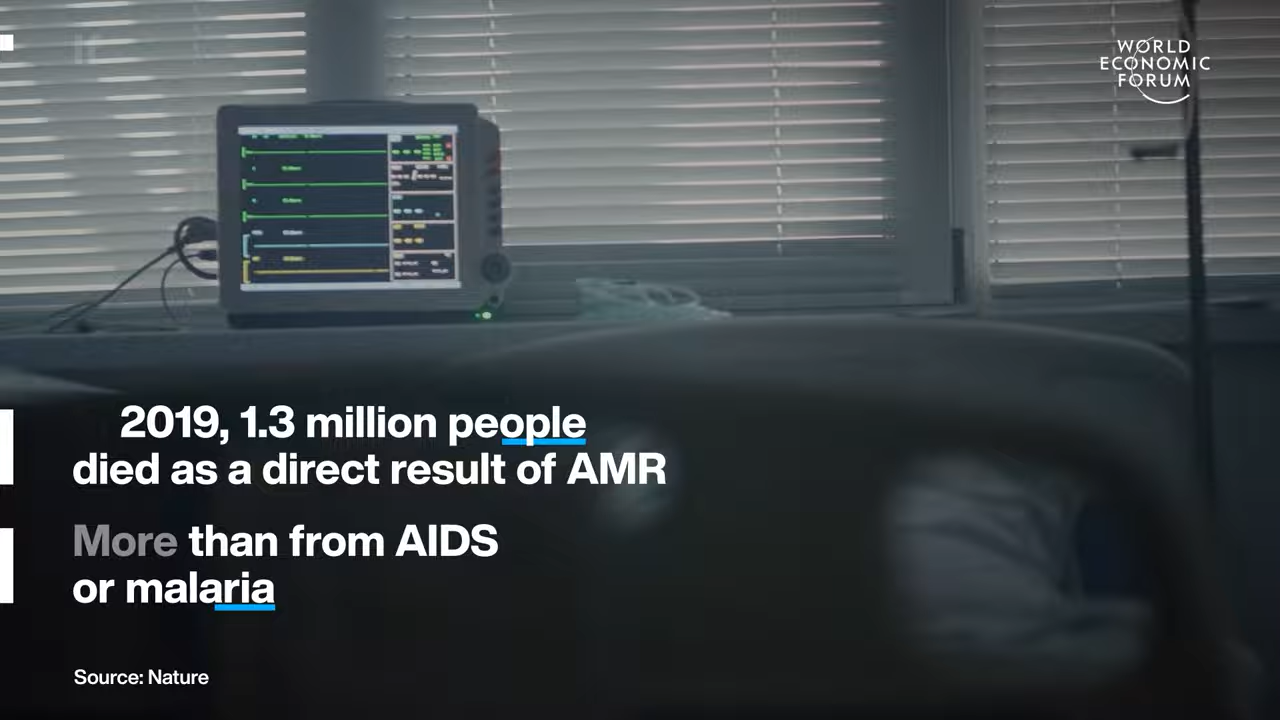 WORLD
ECONOMIC
FORUM
2019, 1.3 million people
died as a direct result of AMR
More than from AIDS
or malaria
Source: Nature